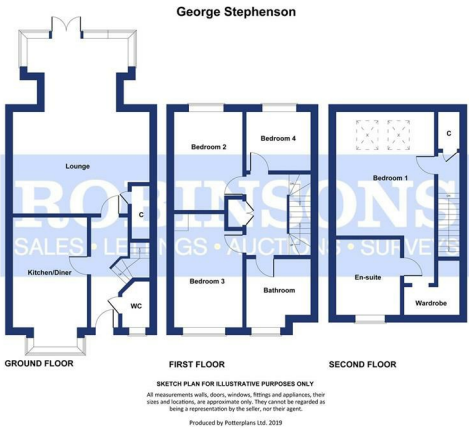 George Stephenson
Bedroom 2
Bedroom 4
C
Lounge
Bedroom 1
ROBINSONS
C
SALES • LETTINGS • AUCTIONS • SURVEYS
Kitchen/Diner
Bedroom 3
En-suite
Bathroom
WC
Wardrobe
GROUND FLOOR
FIRST FLOOR
SECOND FLOOR
SKETCH PLAN FOR ILLUSTRATIVE PURPOSES ONLY
All measurements walls, doors, windows, fittings and appliances, their
sizes and locations, are approximate only. They cannot be regarded as
being a representation by the seller, nor their agent.
Produced by Potterplans Ltd. 2019